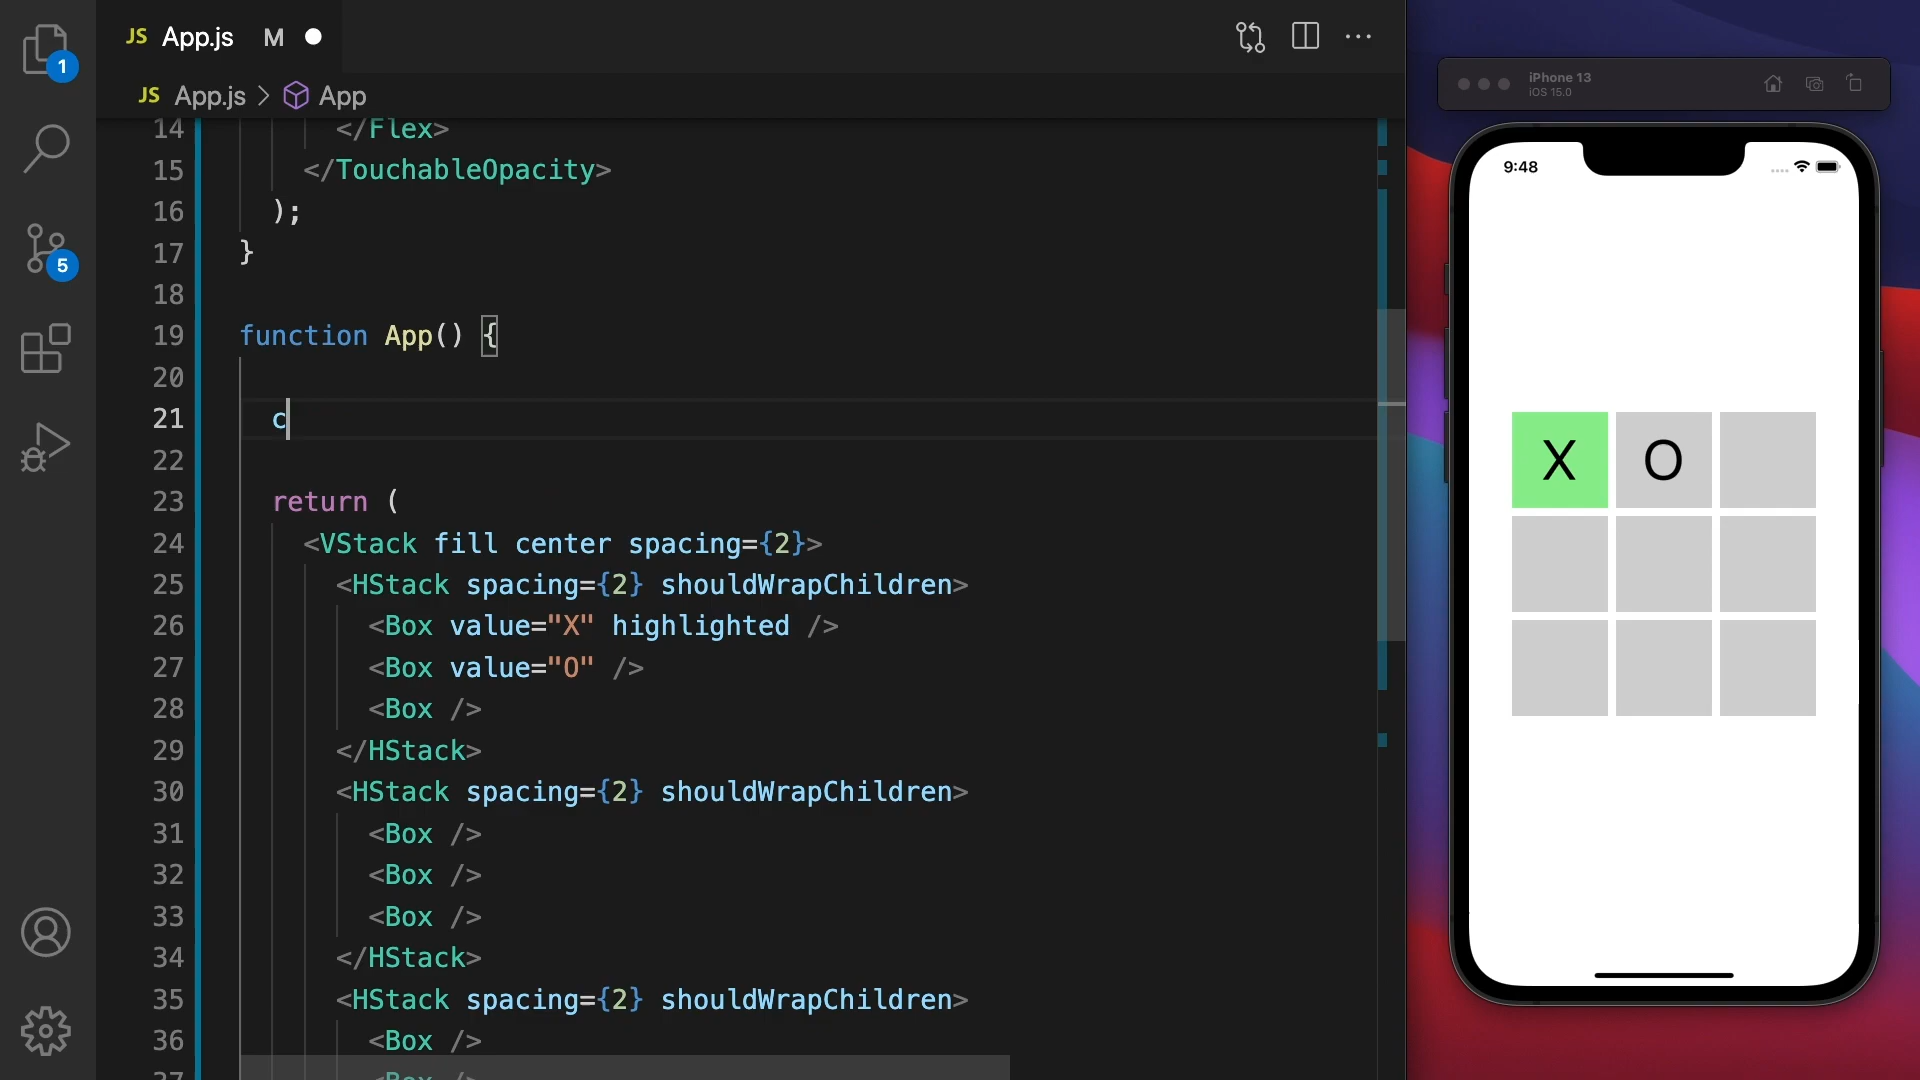 1
5
JS App.js M
JS App.js > App
14 </Flex>
15 </TouchableOpacity>
16 );
17 }
18
19 function App() {
20
21 c
22
23 return (
24 <VStack fill center spacing={2}>
25 <HStack spacing={2} shouldWrapChildren>
26 <Box value="X" highlighted />
27 <Box value="O" />
28 <Box />
29 </HStack>
30 <HStack spacing={2} shouldWrapChildren>
31 <Box />
32 <Box />
33 <Box />
34 </HStack>
35 <HStack spacing={2} shouldWrapChildren>
36 <Box />
37 <Box />
iPhone 13
iOS 15.0
9:48
X O